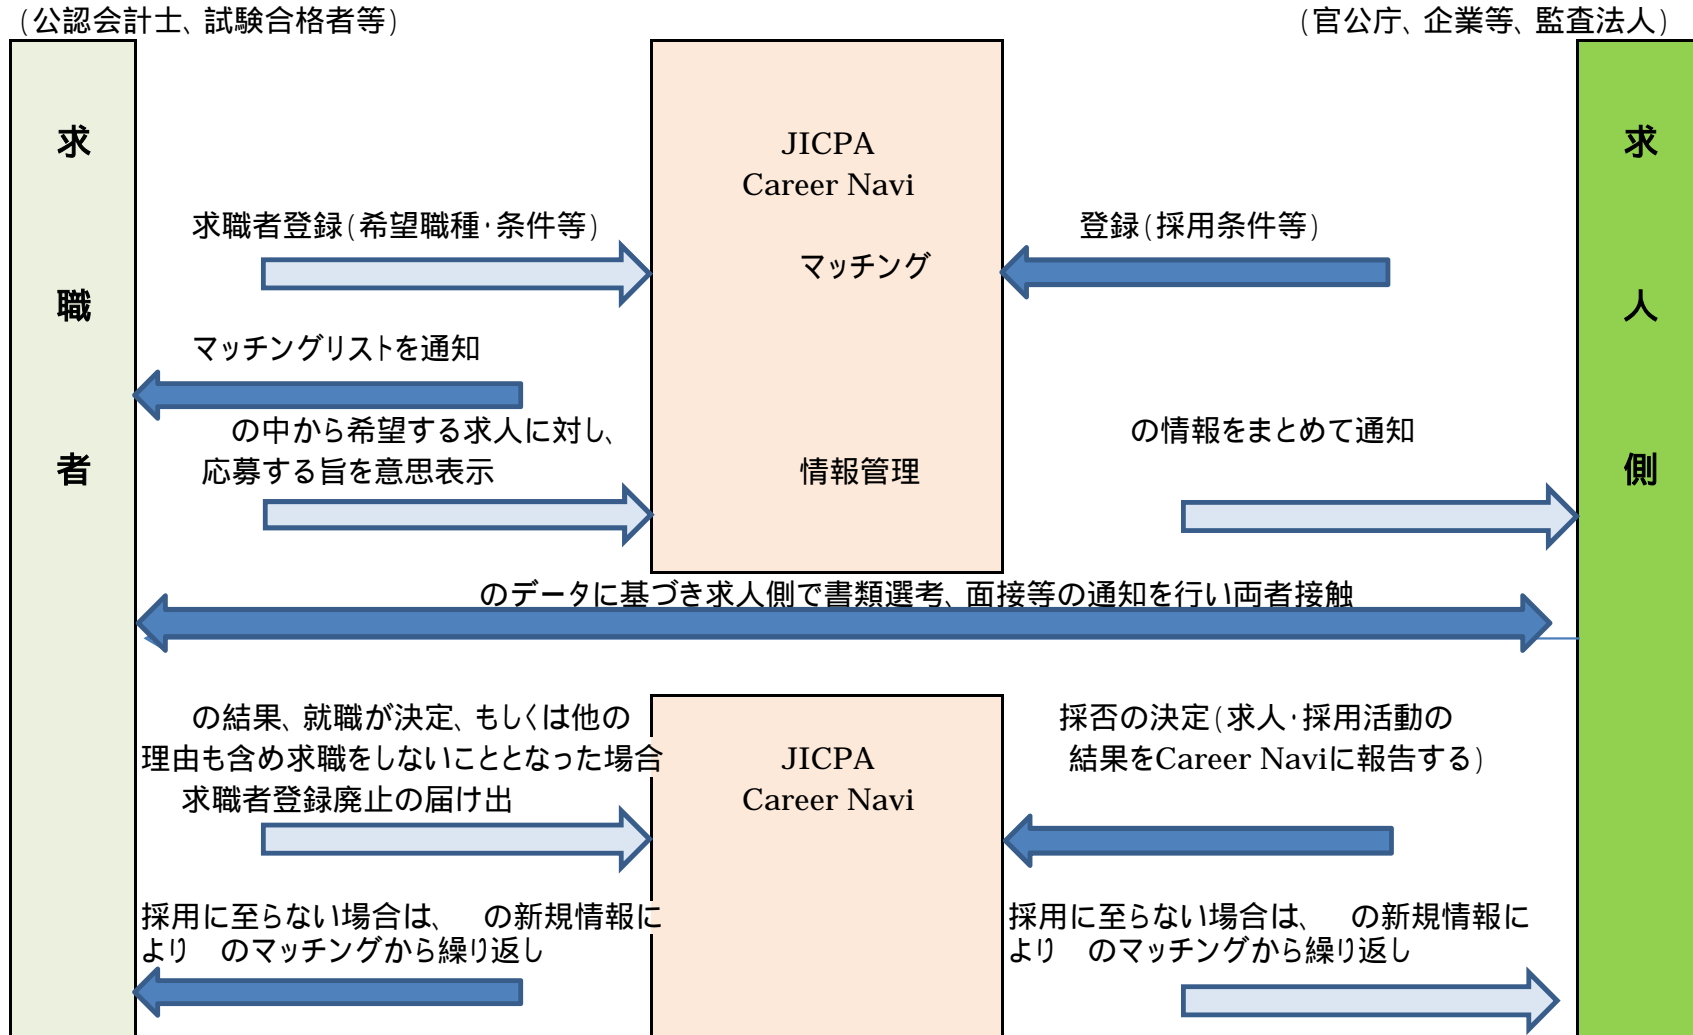 (公認会計士、試験合格者等)
(官公庁、企業等、監査法人)
求
職
者
JICPA
Career Navi
求
人
側
求職者登録(希望職種・条件等)
登録(採用条件等)
マッチング
マッチングリストを通知
の中から希望する求人に対し、
応募する旨を意思表示
情報管理
の情報をまとめて通知
のデータに基づき求人側で書類選考、面接等の通知を行い両者接触
の結果、就職が決定、もしくは他の
理由も含め求職をしないこととなった場合
求職者登録廃止の届け出
JICPA
Career Navi
採否の決定(求人・採用活動の
結果をCareer Naviに報告する)
採用に至らない場合は、　の新規情報に
より　のマッチングから繰り返し
採用に至らない場合は、　の新規情報に
より　のマッチングから繰り返し